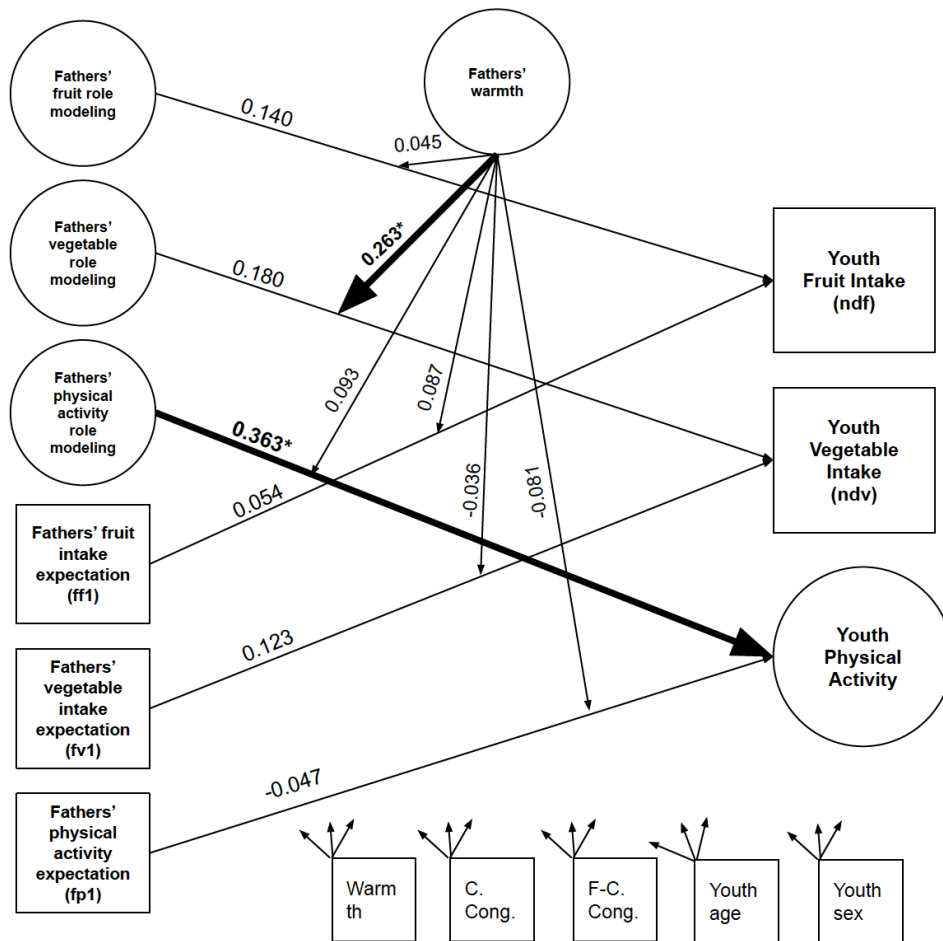 Fathers'
fruit role
modeling
Fathers'
warmth
0.140
0.045
Fathers'
vegetable
role
modeling
0.263*
0.180
Youth
Fruit Intake
(ndf)
Fathers'
physical
activity
role
modeling
0.093
0.087
0.363*
-0.036
-0.081
Youth
Vegetable
Intake
(ndv)
0.054
Fathers' fruit
intake
expectation
(ff1)
0.123
Fathers'
vegetable
intake
expectation
(fv1)
Youth
Physical
Activity
-0.047
Fathers'
physical
activity
expectation
(fp1)
Warm
th
C.
Cong.
F-C.
Cong.
Youth
age
Youth
sex